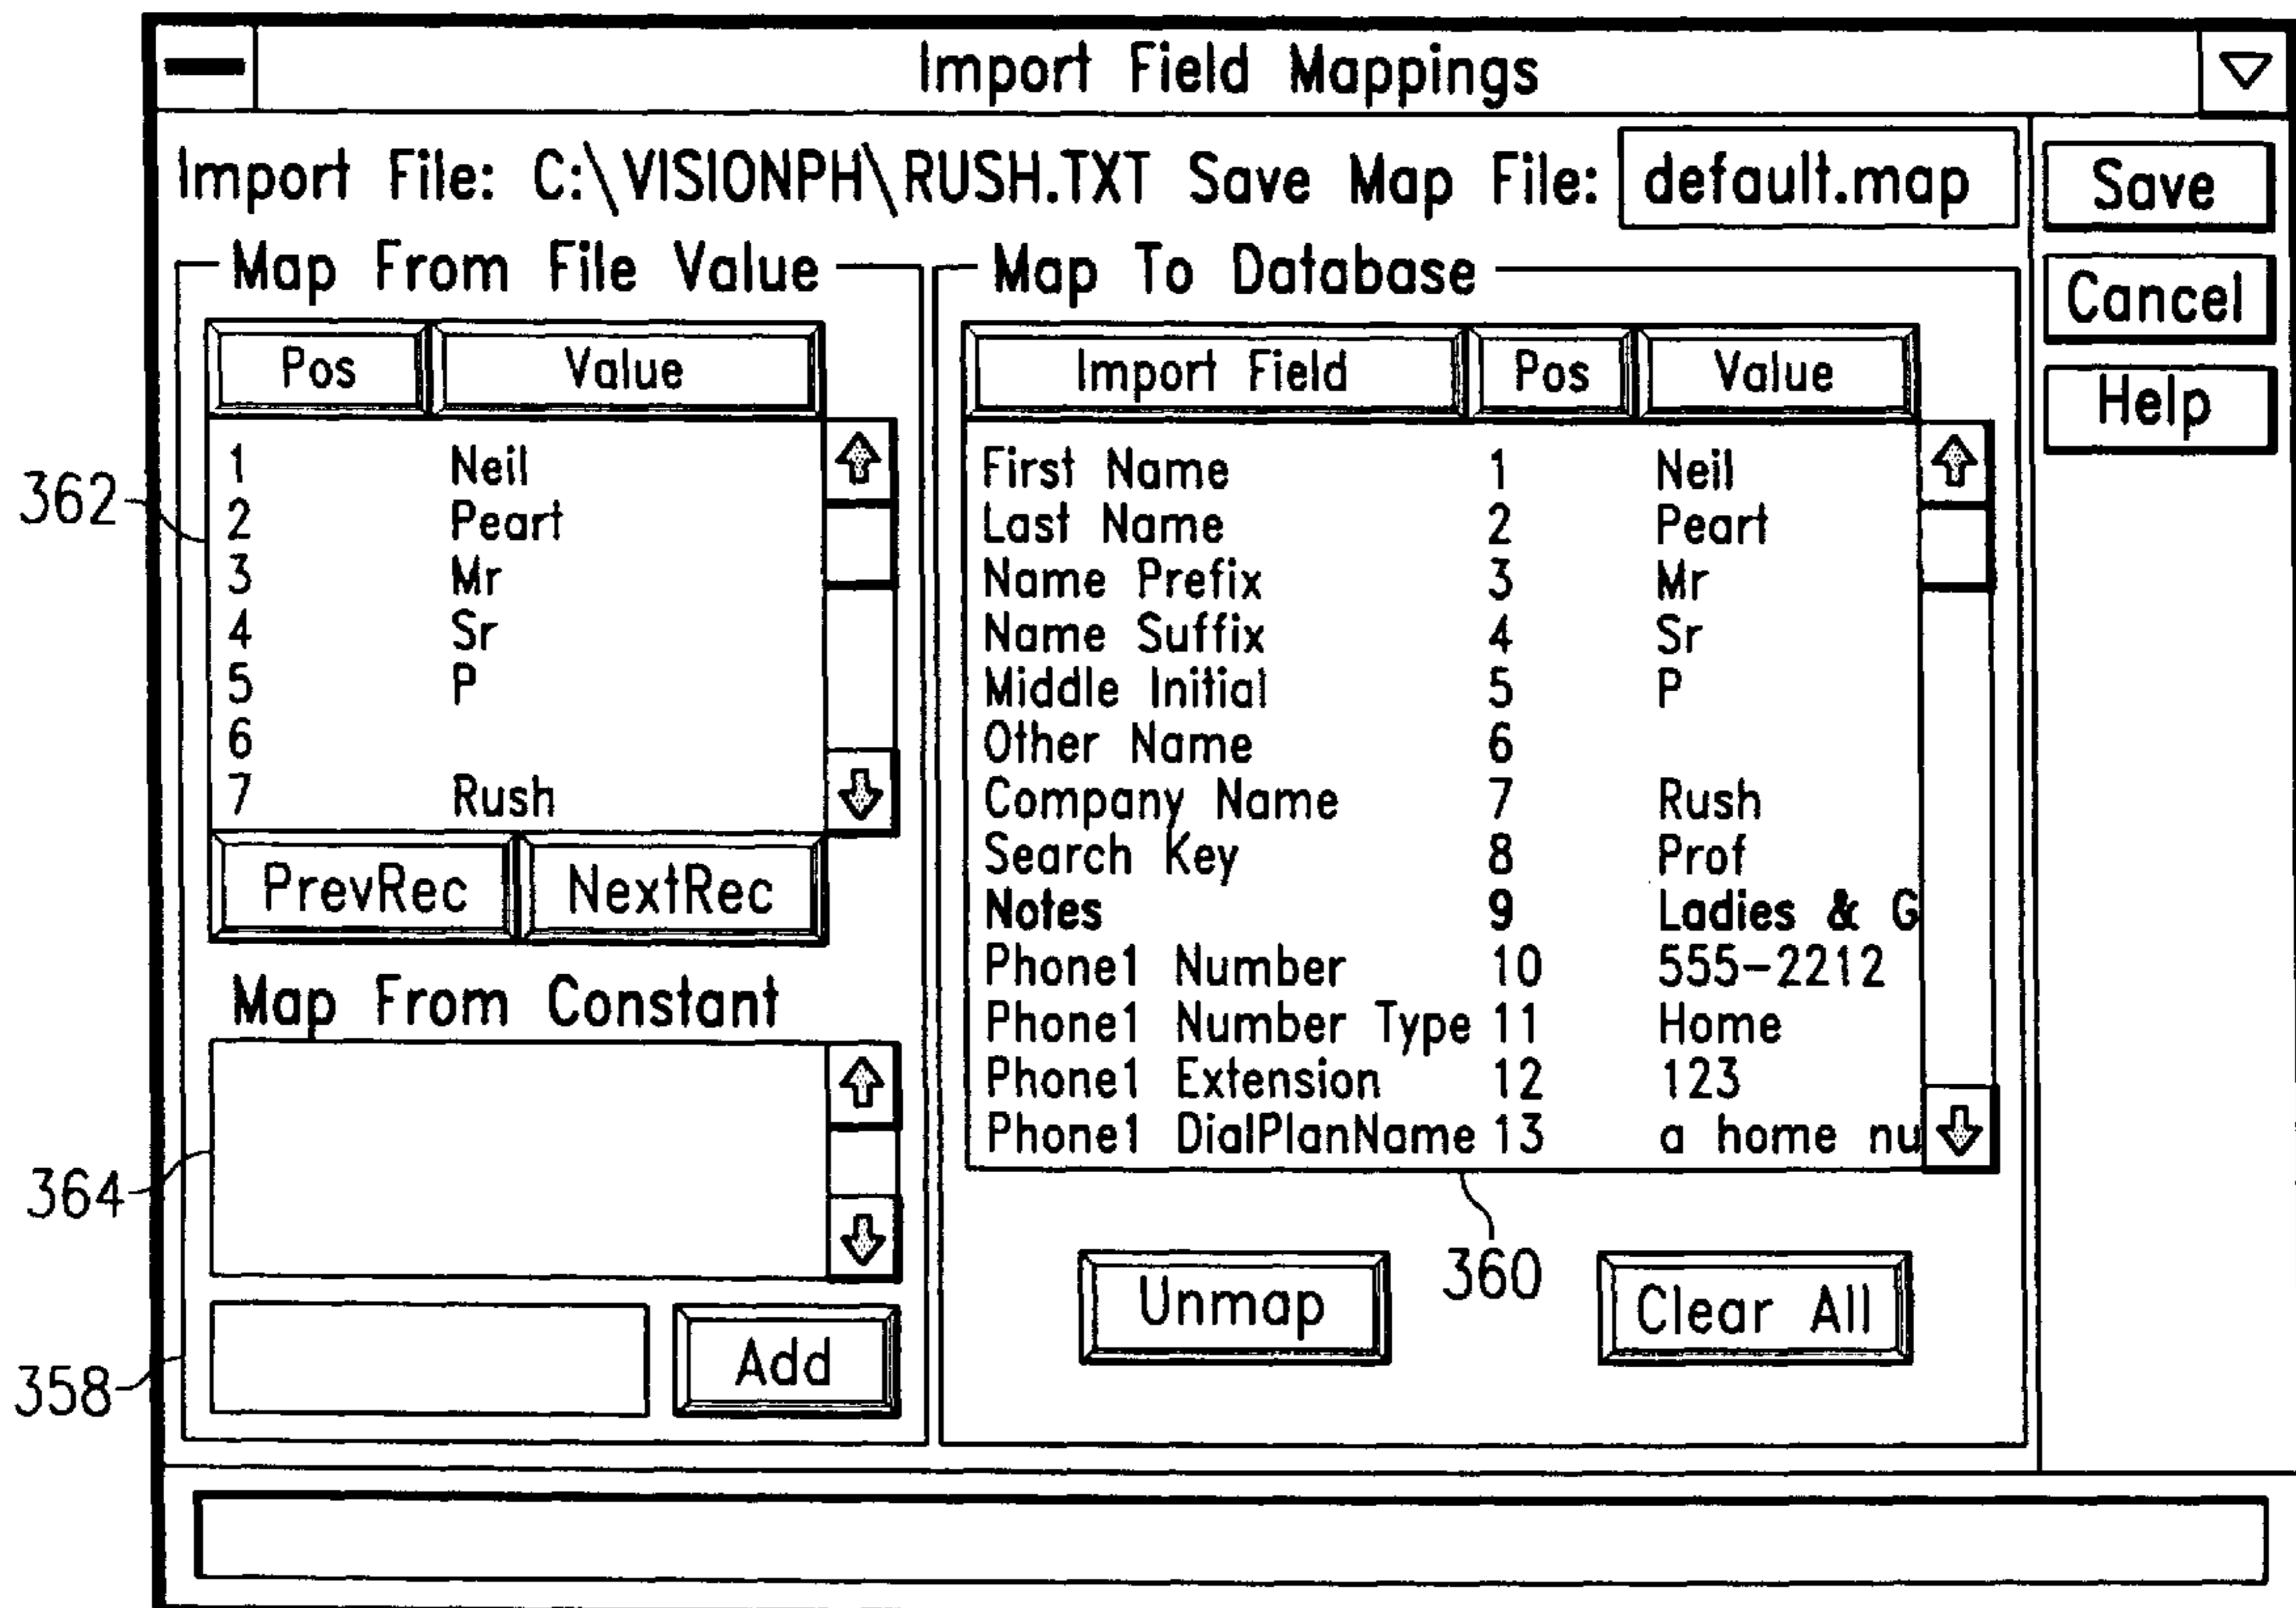 Import Field Mappings
Import File: C:\VISIONPH\RUSH.TXT Save Map File: default.map
Save
Cancel
Help
Map From File Value
Pos Value
1 Neil
2 Peart
3 Mr
4 Sr
5 P
6
7 Rush
PrevRec NextRec
362
Map From Constant
364
Add
358
Map To Database
Import Field Pos Value
First Name 1 Neil
Last Name 2 Peart
Name Prefix 3 Mr
Name Suffix 4 Sr
Middle Initial 5 P
Other Name 6
Company Name 7 Rush
Search Key 8 Prof
Notes 9 Ladies & G
Phone1 Number 10 555-2212
Phone1 Number Type 11 Home
Phone1 Extension 12 123
Phone1 DialPlanName 13 a home nu
360
Unmap Clear All